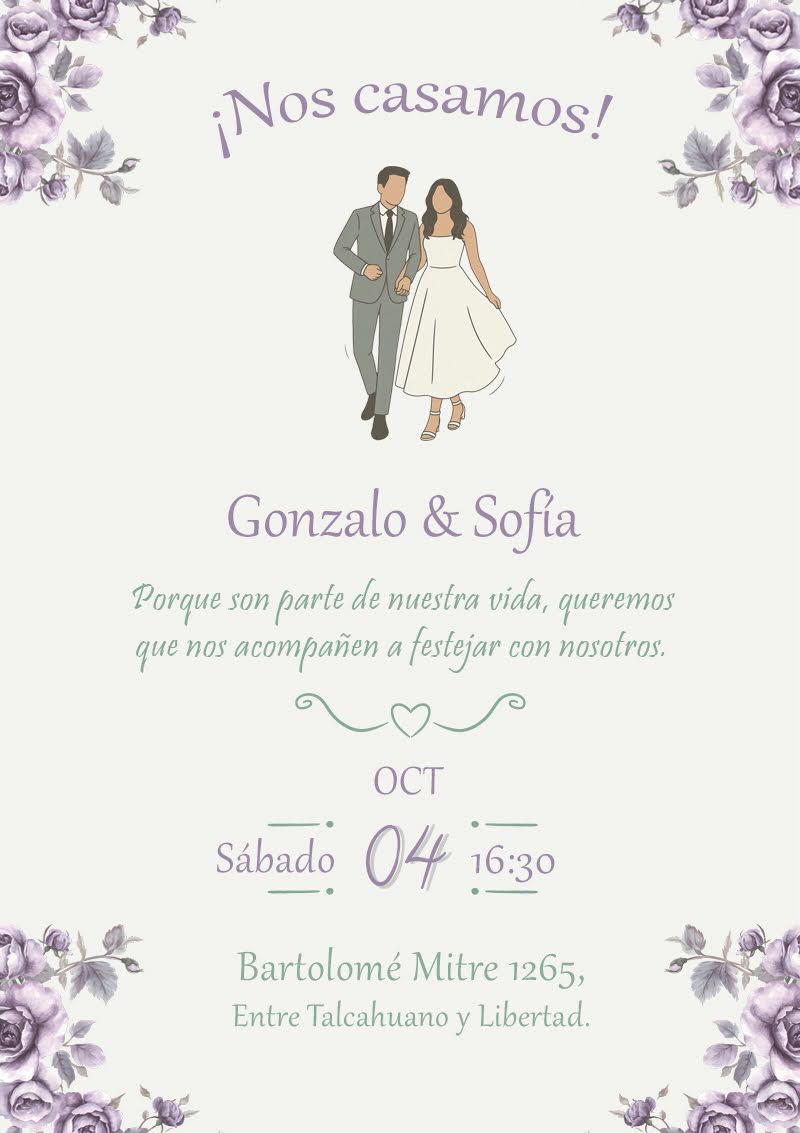 ¡Nos casamos!
Gonzalo & Sofía
Porque son parte de nuestra vida, queremos
que nos acompañen a festejar con nosotros.
OCT
Sábado 04 16:30
Bartolomé Mitre 1265,
Entre Talcahuano y Libertad.